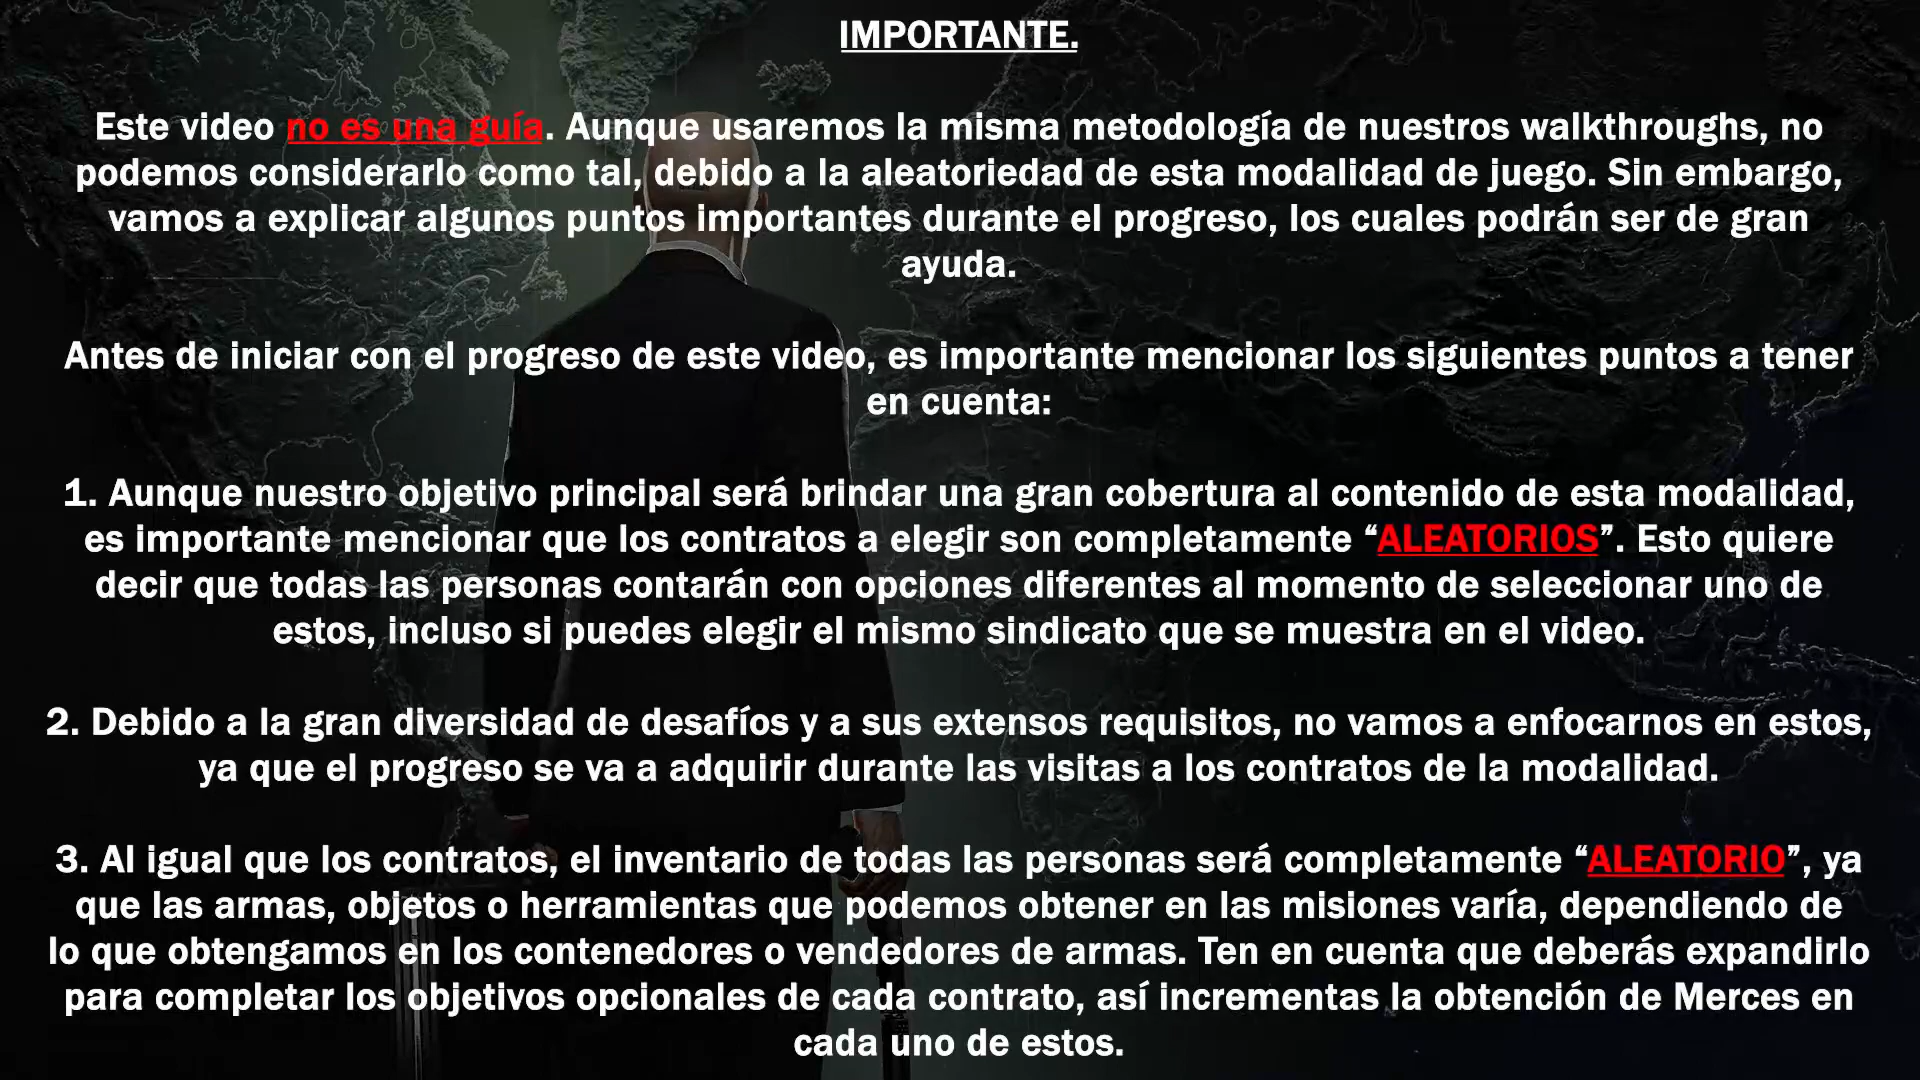 IMPORTANTE.
Este video no es una guía. Aunque usaremos la misma metodología de nuestros walkthroughs, no
podemos considerarlo como tal, debido a la aleatoriedad de esta modalidad de juego. Sin embargo,
vamos a explicar algunos puntos importantes durante el progreso, los cuales podrán ser de gran
ayuda.
Antes de iniciar con el progreso de este video, es importante mencionar los siguientes puntos a tener
en cuenta:
1. Aunque nuestro objetivo principal será brindar una gran cobertura al contenido de esta modalidad,
es importante mencionar que los contratos a elegir son completamente “ALEATORIOS”. Esto quiere
decir que todas las personas contarán con opciones diferentes al momento de seleccionar uno de
estos, incluso si puedes elegir el mismo sindicato que se muestra en el video.
2. Debido a la gran diversidad de desafíos y a sus extensos requisitos, no vamos a enfocarnos en estos,
ya que el progreso se va a adquirir durante las visitas a los contratos de la modalidad.
3. Al igual que los contratos, el inventario de todas las personas será completamente “ALEATORIO”, ya
que las armas, objetos o herramientas que podemos obtener en las misiones varía, dependiendo de
lo que obtengamos en los contenedores o vendedores de armas. Ten en cuenta que deberás expandirlo
para completar los objetivos opcionales de cada contrato, así incrementas la obtención de Merces en
cada uno de estos.